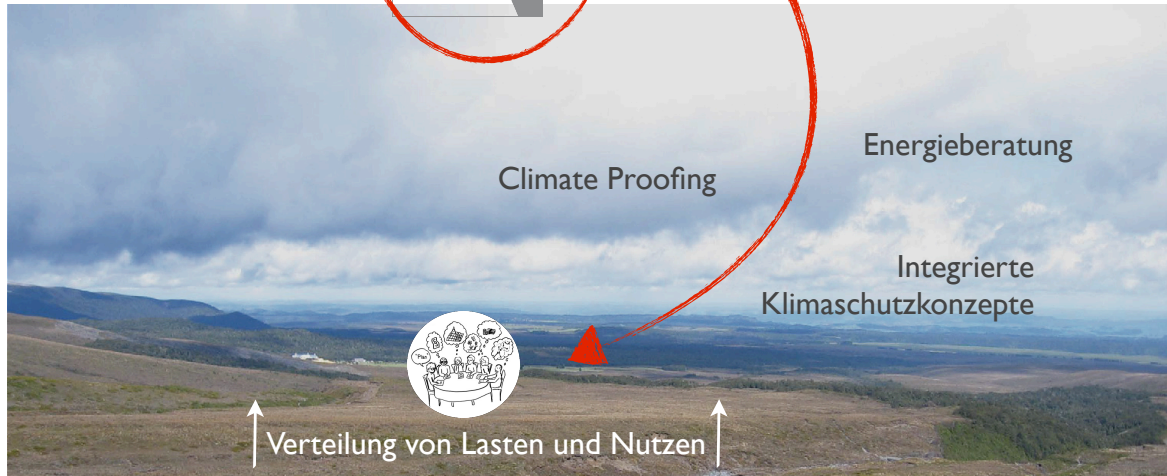 Energieberatung
Climate Proofing
Integrierte
Klimaschutzkonzepte
Verteilung von Lasten und Nutzen